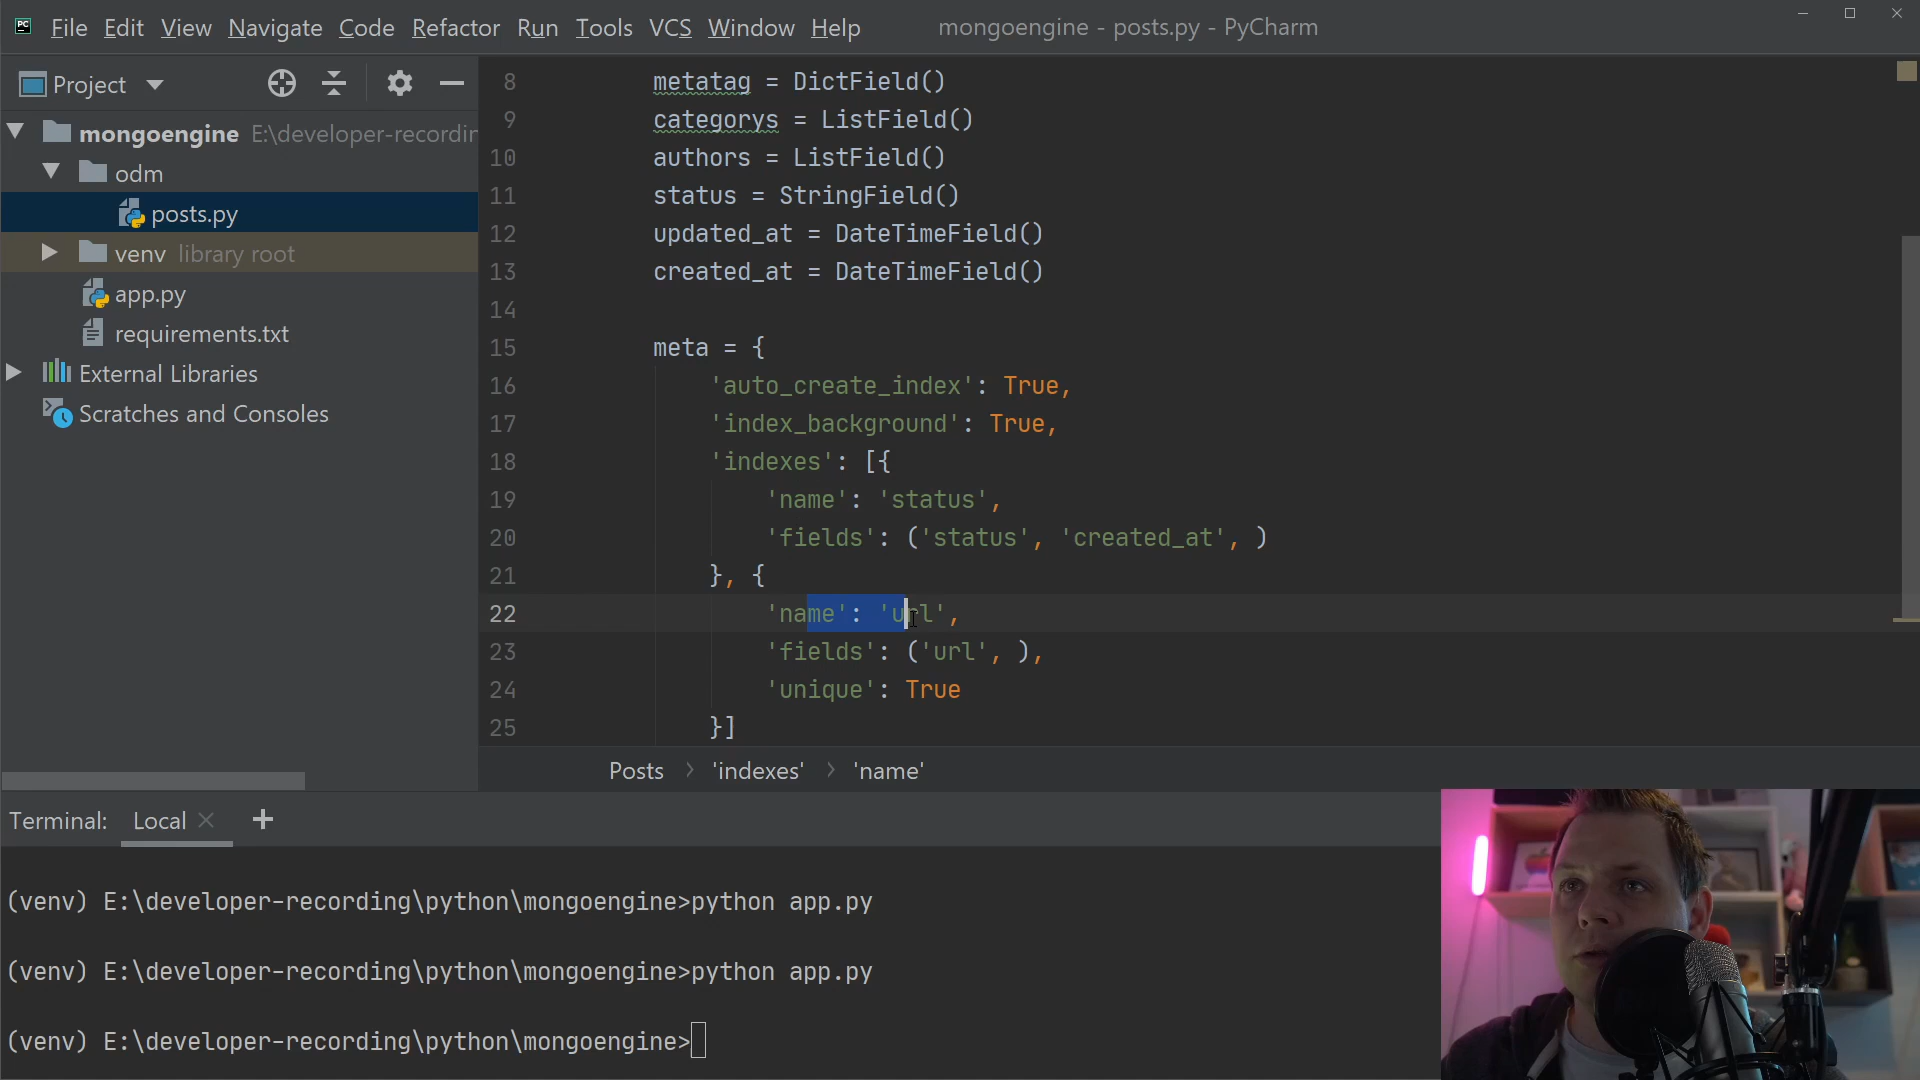 PC File Edit View Navigate Code Refactor Run Tools VCS Window Help mongoengine - posts.py - PyCharm
Project
mongoengine E:\developer-recordin
odm
posts.py
venv library root
app.py
requirements.txt
External Libraries
Scratches and Consoles
8 metatag = DictField()
9 categorys = ListField()
10 authors = ListField()
11 status = StringField()
12 updated_at = DateTimeField()
13 created_at = DateTimeField()
14
15 meta = {
16 'auto_create_index': True,
17 'index_background': True,
18 'indexes': [{
19 'name': 'status',
20 'fields': ('status', 'created_at', )
21 }, {
22 'name': 'url',
23 'fields': ('url', ),
24 'unique': True
25 }]
Posts 'indexes' 'name'
Terminal: Local
(venv) E:\developer-recording\python\mongoengine>python app.py
(venv) E:\developer-recording\python\mongoengine>python app.py
(venv) E:\developer-recording\python\mongoengine>